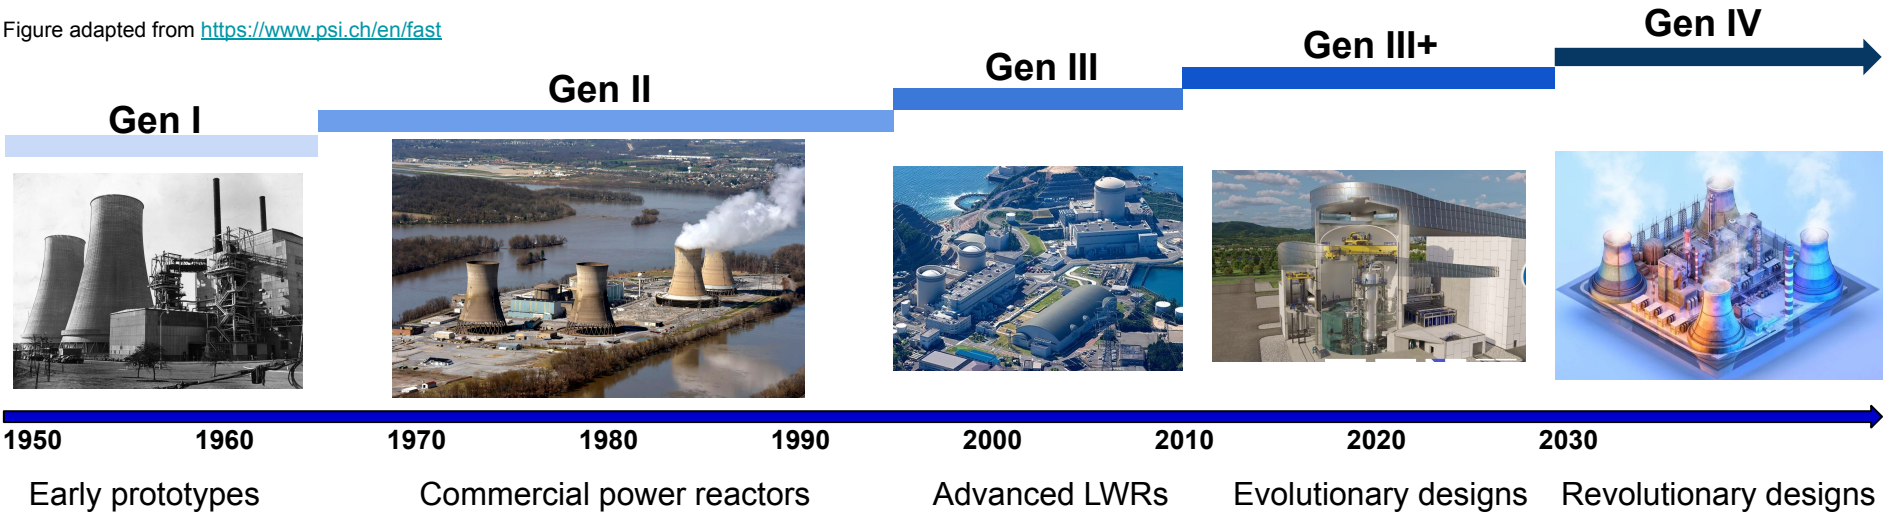 Figure adapted from https://www.psi.ch/en/fast
Gen I
Gen II
Gen III
Gen III+
Gen IV
1950 1960 1970 1980 1990 2000 2010 2020 2030
Early prototypes
Commercial power reactors
Advanced LWRs
Evolutionary designs
Revolutionary designs